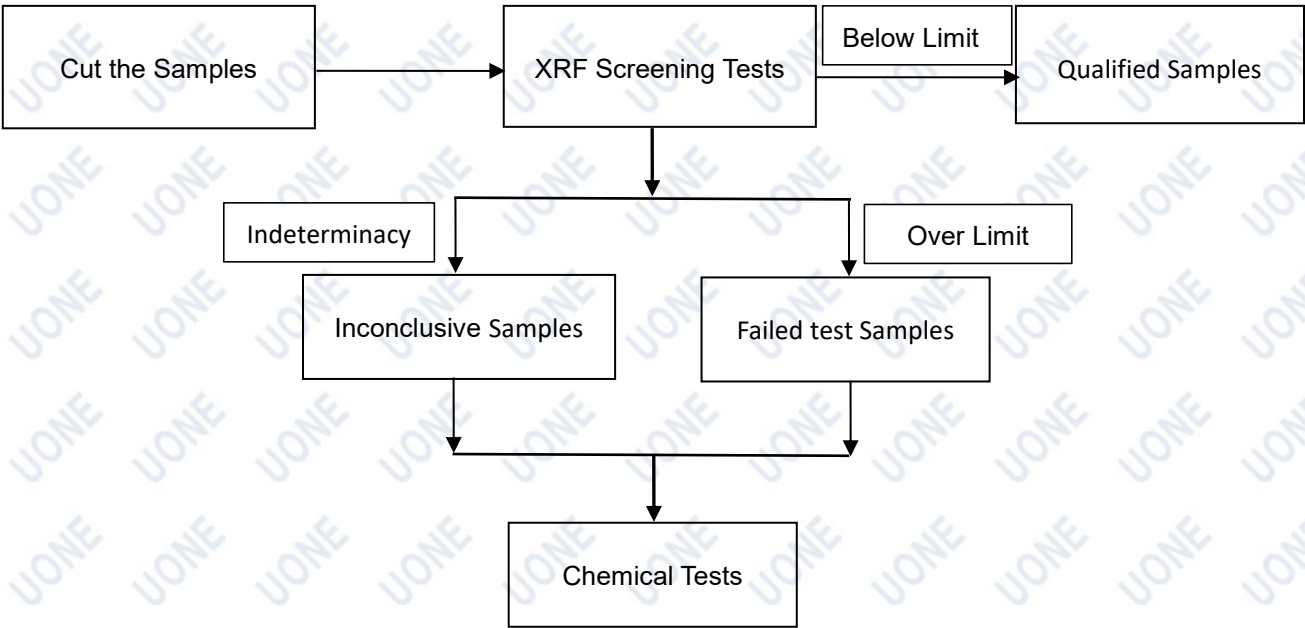 Cut the Samples
XRF Screening Tests
Below Limit
Qualified Samples
Indeterminacy
Over Limit
Inconclusive Samples
Failed test Samples
Chemical Tests
UONE